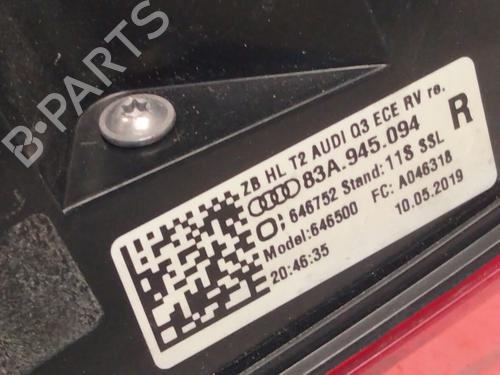 B-PARTS
ZB HL T2 AUDI Q3 ECE RV re.
83A.945.094 R
646752 Stand: 11S SSL
Model:646500 FC: A046318
20:46:35 10.05.2019